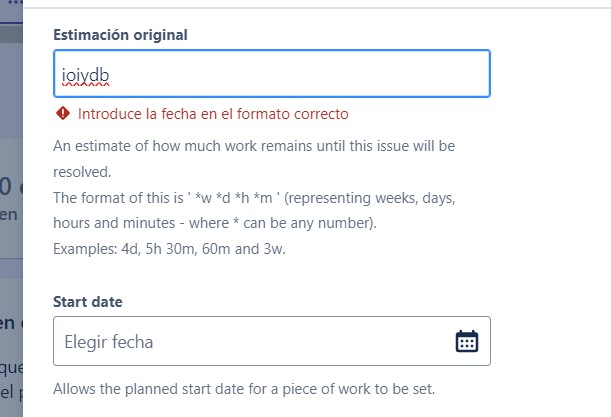 Estimación original
ioiydb
Introduce la fecha en el formato correcto
An estimate of how much work remains until this issue will be
resolved.
The format of this is ' *w *d *h *m ' (representing weeks, days,
hours and minutes - where * can be any number).
Examples: 4d, 5h 30m, 60m and 3w.
Start date
Elegir fecha
Allows the planned start date for a piece of work to be set.